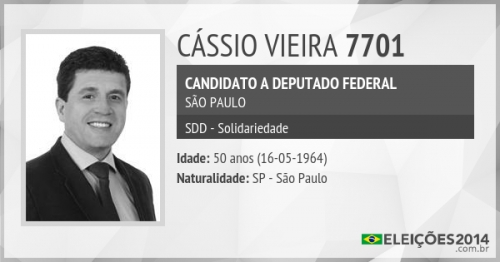 CÁSSIO VIEIRA 7701
CANDIDATO A DEPUTADO FEDERAL
SÃO PAULO
SDD - Solidariedade
Idade: 50 anos (16-05-1964)
Naturalidade: SP - São Paulo
ELEIÇÕES2014
.com.br